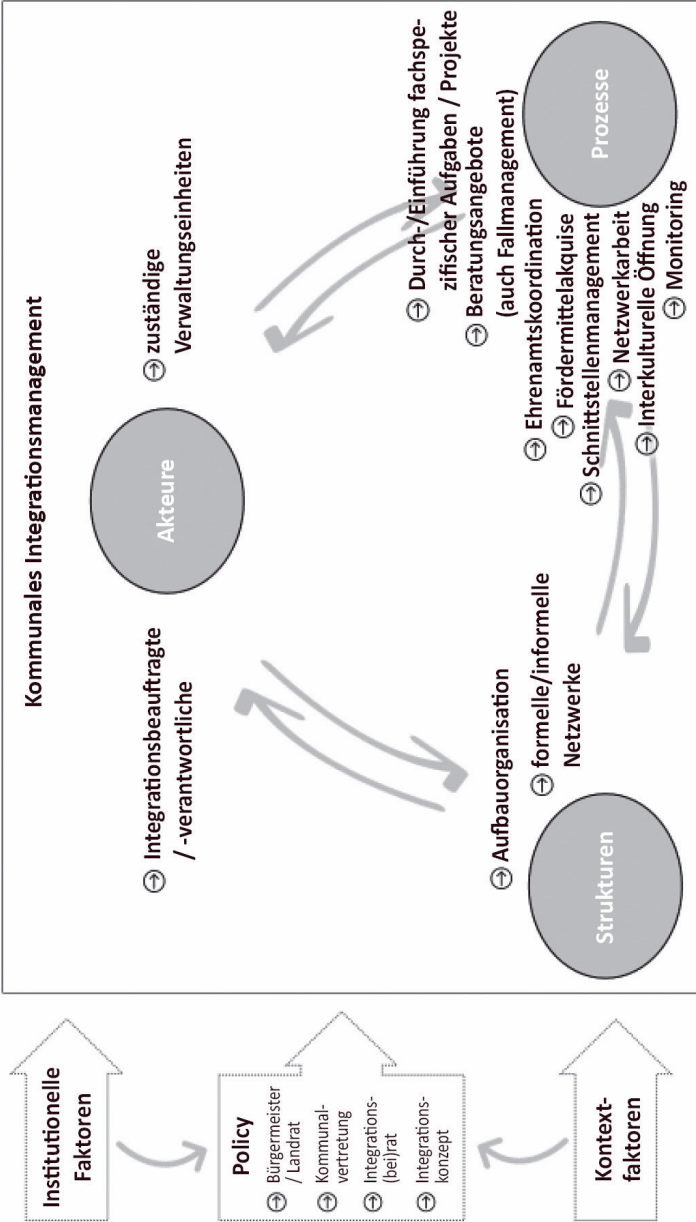 Institutionelle
Faktoren
Policy
Bürgermeister
/ Landrat
Kommunal-
vertretung
Integrations-
(bei)rat
Integrations-
konzept
Kontext-
faktoren
Kommunales Integrationsmanagement
Integrationsbeauftragte
/ -verantwortliche
Akteure
zuständige
Verwaltungseinheiten
Strukturen
Aufbauorganisation
formelle/informelle
Netzwerke
Durch-/Einführung fachspe-
zifischer Aufgaben / Projekte
Beratungsangebote
(auch Fallmanagement)
Ehrenamtskoordination
Fördermittelakquise
Schnittstellenmanagement
Netzwerkarbeit
Interkulturelle Öffnung
Monitoring
Prozesse